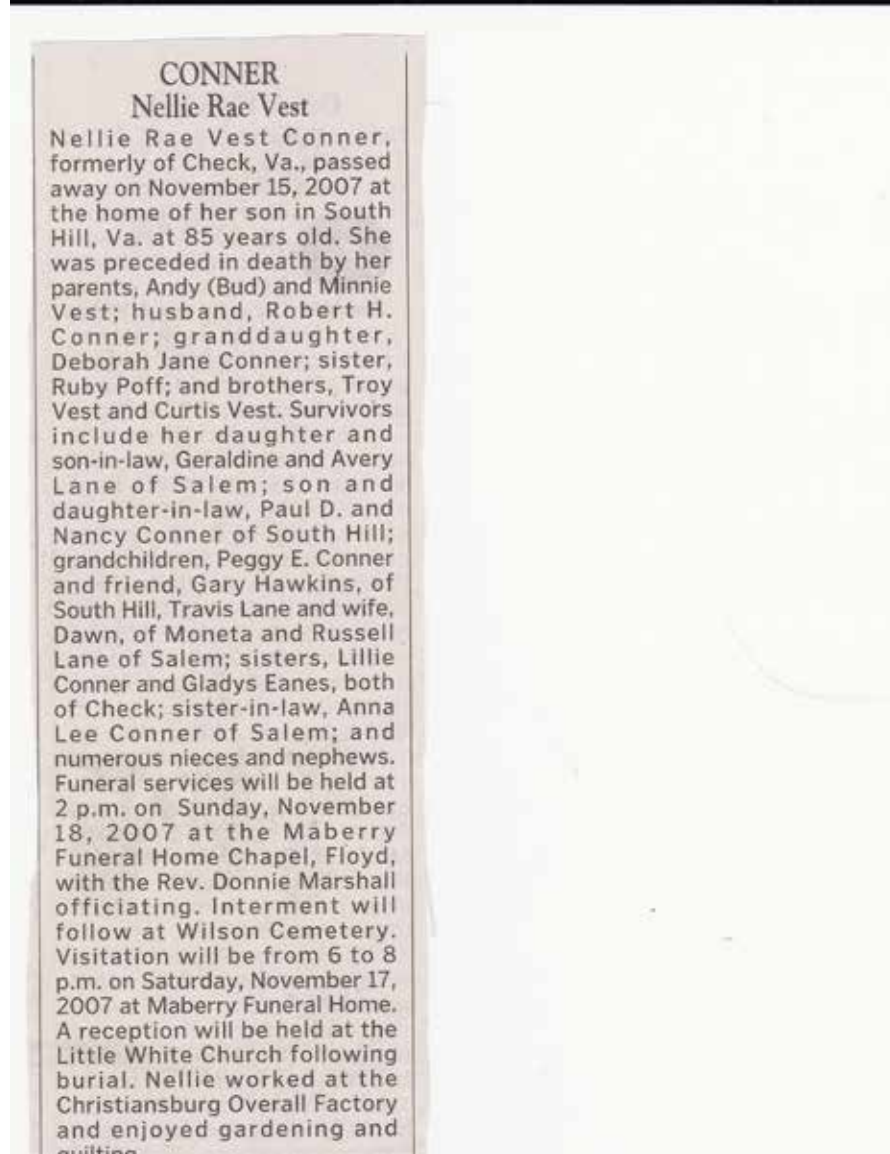 CONNER
Nellie Rae Vest
Nellie Rae Vest Conner,
formerly of Check, Va., passed
away on November 15, 2007 at
the home of her son in South
Hill, Va. at 85 years old. She
was preceded in death by her
parents, Andy (Bud) and Minnie
Vest; husband, Robert H.
Conner; granddaughter,
Deborah Jane Conner; sister,
Ruby Poff; and brothers, Troy
Vest and Curtis Vest. Survivors
include her daughter and
son-in-law, Geraldine and Avery
Lane of Salem; son and
daughter-in-law, Paul D. and
Nancy Conner of South Hill;
grandchildren, Peggy E. Conner
and friend, Gary Hawkins, of
South Hill, Travis Lane and wife,
Dawn, of Moneta and Russell
Lane of Salem; sisters, Lillie
Conner and Gladys Eanes, both
of Check; sister-in-law, Anna
Lee Conner of Salem; and
numerous nieces and nephews.
Funeral services will be held at
2 p.m. on Sunday, November
18, 2007 at the Maberry
Funeral Home Chapel, Floyd,
with the Rev. Donnie Marshall
officiating. Interment will
follow at Wilson Cemetery.
Visitation will be from 6 to 8
p.m. on Saturday, November 17,
2007 at Maberry Funeral Home.
A reception will be held at the
Little White Church following
burial. Nellie worked at the
Christiansburg Overall Factory
and enjoyed gardening and
quilting.